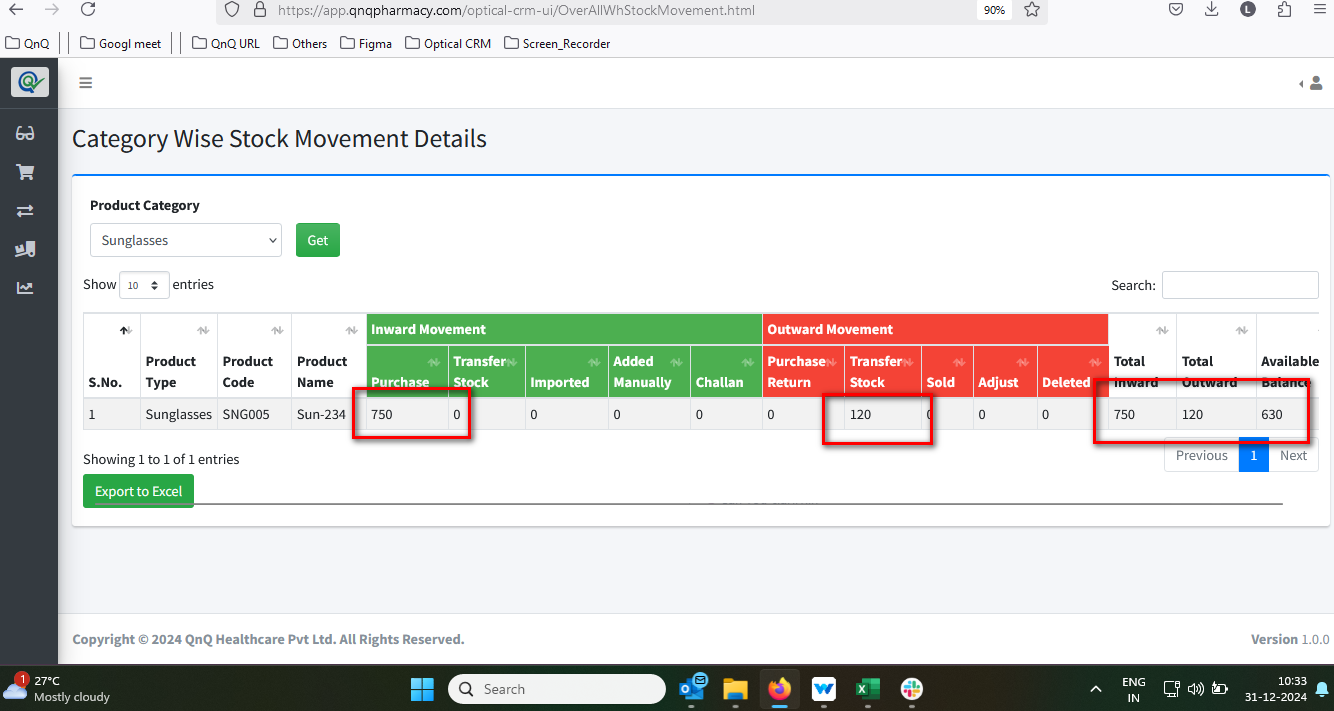 https://app.qnqpharmacy.com/optical-crm-ui/OverAllWhStockMovement.html 90% L
QnQ Googl meet QnQ URL Others Figma Optical CRM Screen_Recorder
Category Wise Stock Movement Details
Product Category
Sunglasses Get
Show 10 entries Search:
Inward Movement Outward Movement
S.No. Product Type Product Code Product Name Purchase Transfer Stock Imported Added Manually Challan Purchase Return Transfer Stock Sold Adjust Deleted Total Inward Total Outward Available Balance
1 Sunglasses SNG005 Sun-234 750 0 0 0 0 0 120 0 0 0 750 120 630
Showing 1 to 1 of 1 entries
Previous 1 Next
Export to Excel
Copyright © 2024 QnQ Healthcare Pvt Ltd. All Rights Reserved. Version 1.0.0
1 27°C
Mostly cloudy
Search
ENG
IN
10:33
31-12-2024